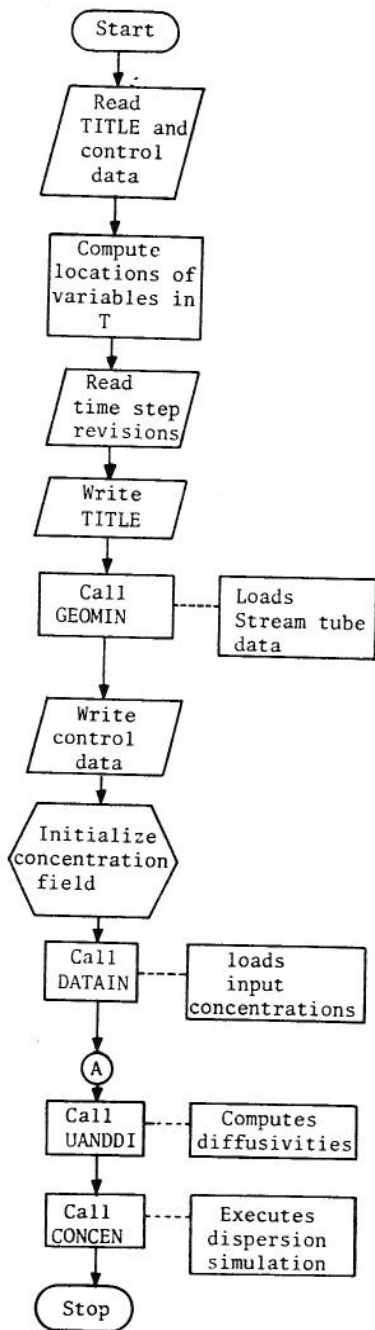 Start
Read
TITLE and
control
data
Compute
locations of
variables in
T
Read
time step
revisions
Write
TITLE
Call
GEOMIN
Loads
Stream tube
data
Write
control
data
Initialize
concentration
field
Call
DATAIN
loads
input
concentrations
A
Call
UANDDI
Computes
diffusivities
Call
CONCEN
Executes
dispersion
simulation
Stop